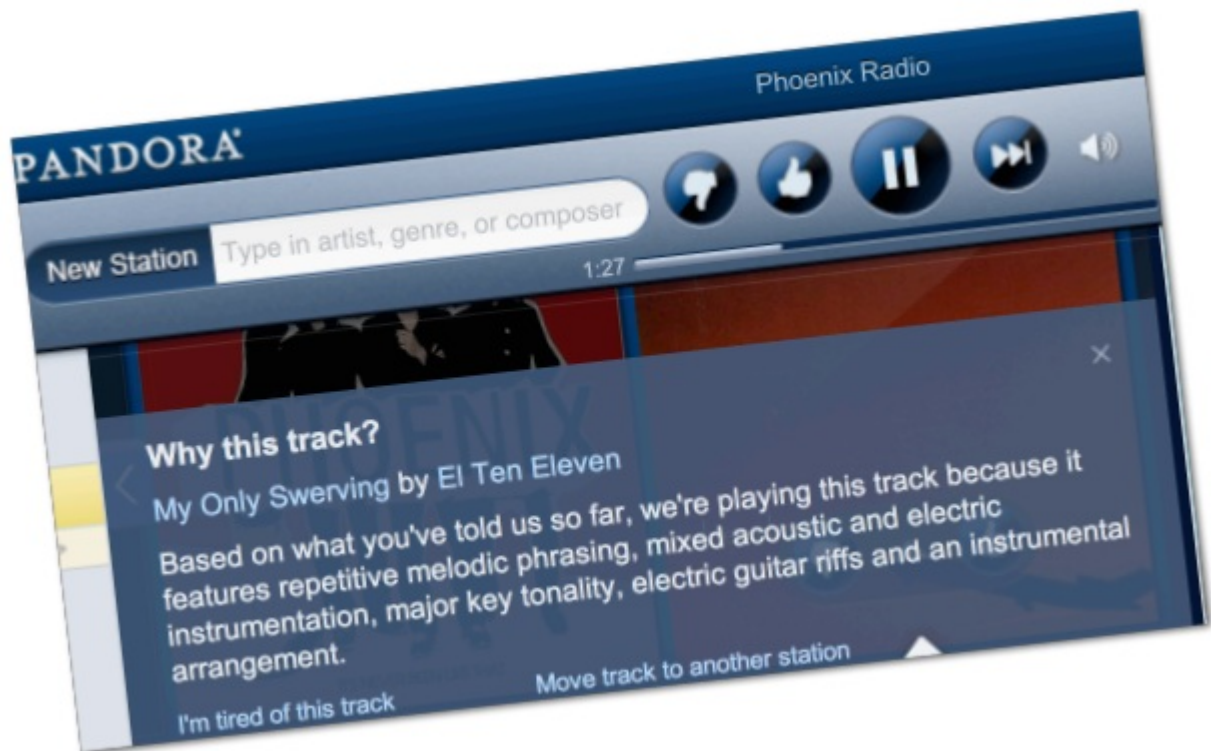 Phoenix Radio
PANDORA®
New Station
Type in artist, genre, or composer
1:27
PHOENIX
Why this track?
My Only Swerving by El Ten Eleven
Based on what you've told us so far, we're playing this track because it
features repetitive melodic phrasing, mixed acoustic and electric
instrumentation, major key tonality, electric guitar riffs and an instrumental
arrangement.
I'm tired of this track
Move track to another station